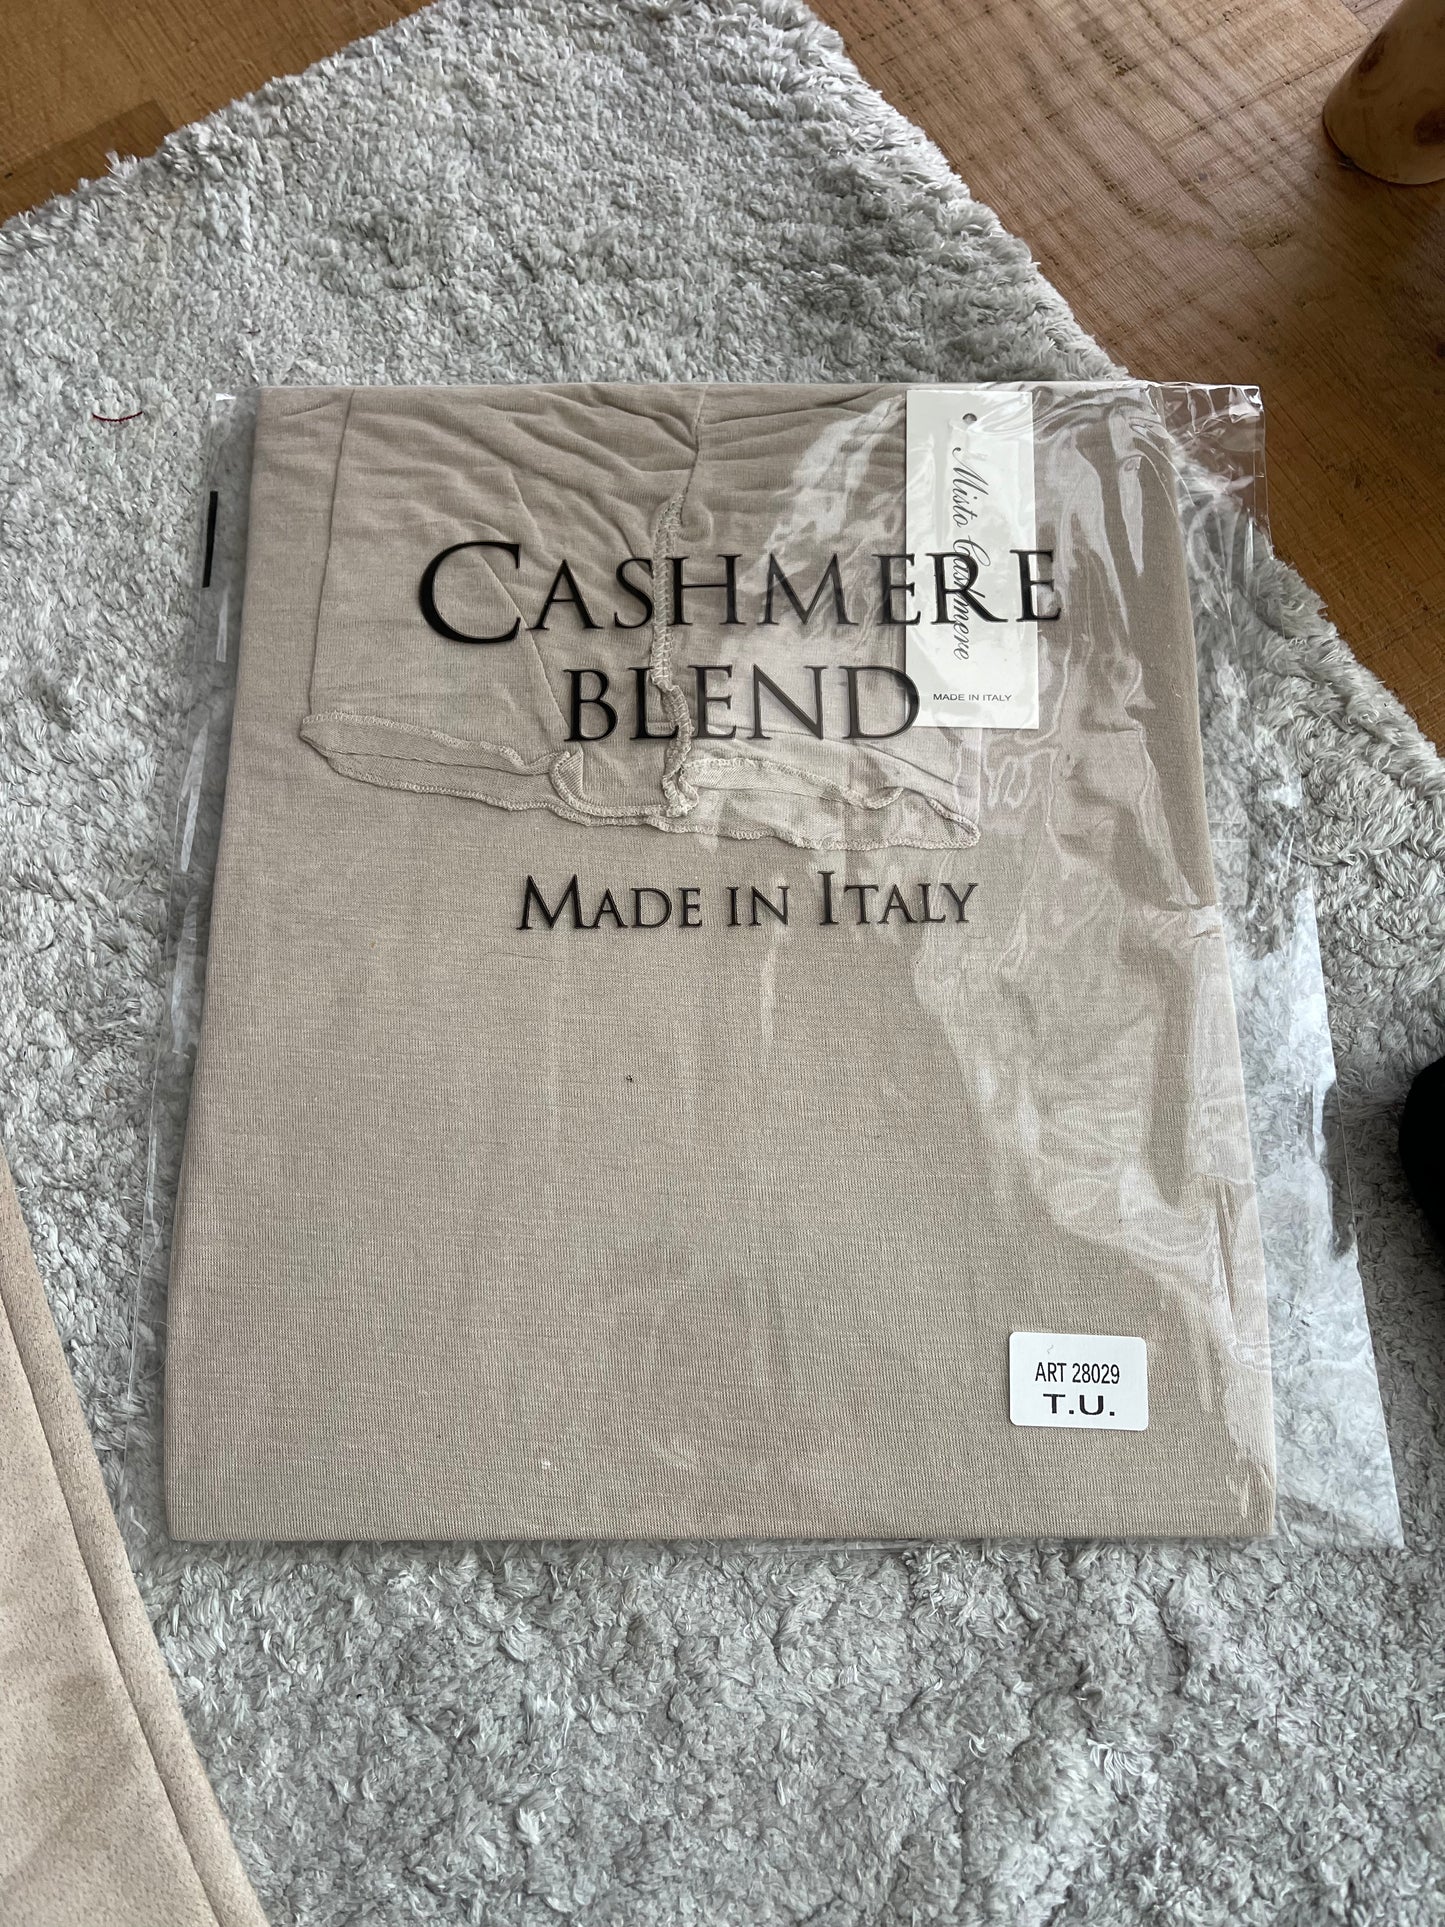 CASHMERE
BLEND
MADE IN ITALY
Misto Cashmere
MADE IN ITALY
ART 28029
T.U.